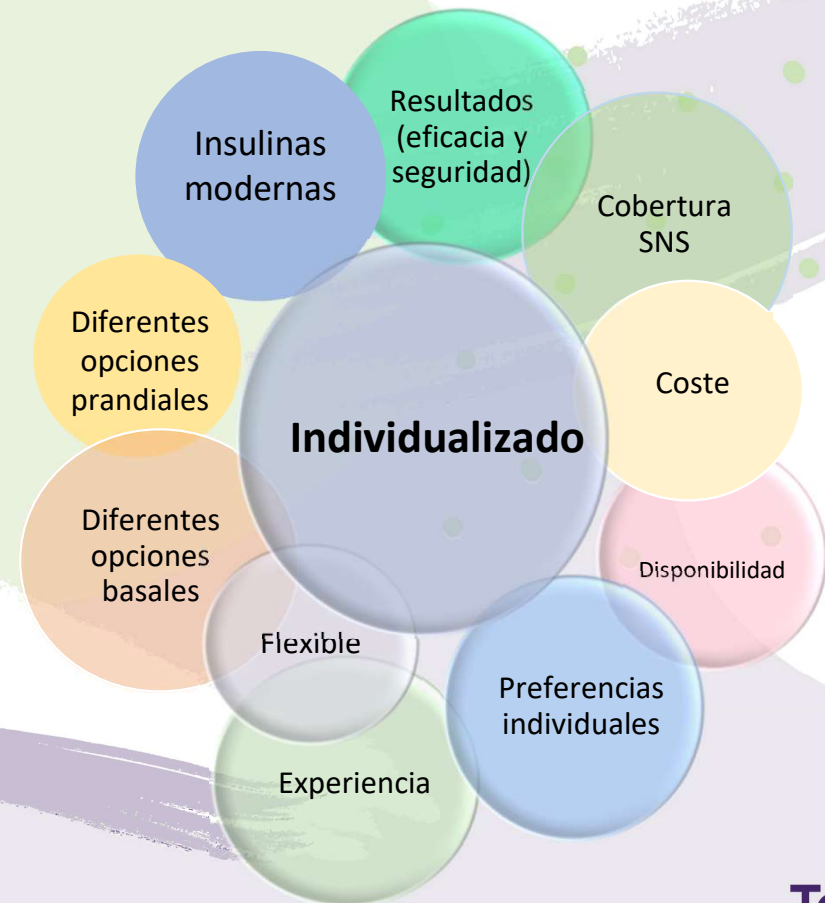 Resultados
(eficacia y
seguridad)
Insulinas
modernas
Cobertura
SNS
Diferentes
opciones
prandiales
Coste
Individualizado
Diferentes
opciones
basales
Disponibilidad
Flexible
Preferencias
individuales
Experiencia